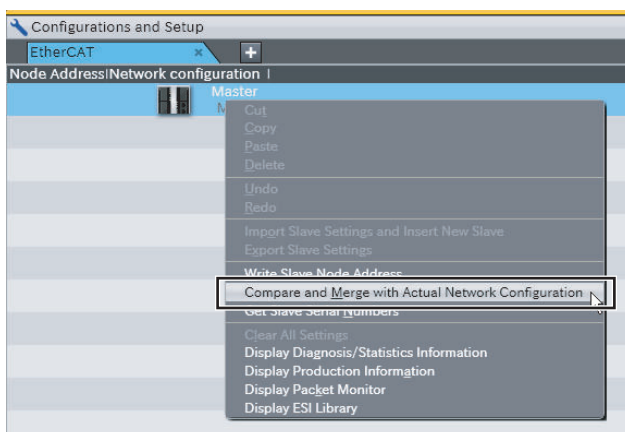 Configurations and Setup
EtherCAT × +
Node Address|Network configuration |
Master
M
Cut
Copy
Paste
Delete
Undo
Redo
Import Slave Settings and Insert New Slave
Export Slave Settings
Write Slave Node Address
Compare and Merge with Actual Network Configuration
Get Slave Serial Numbers
Clear All Settings
Display Diagnosis/Statistics Information
Display Production Information
Display Packet Monitor
Display ESI Library